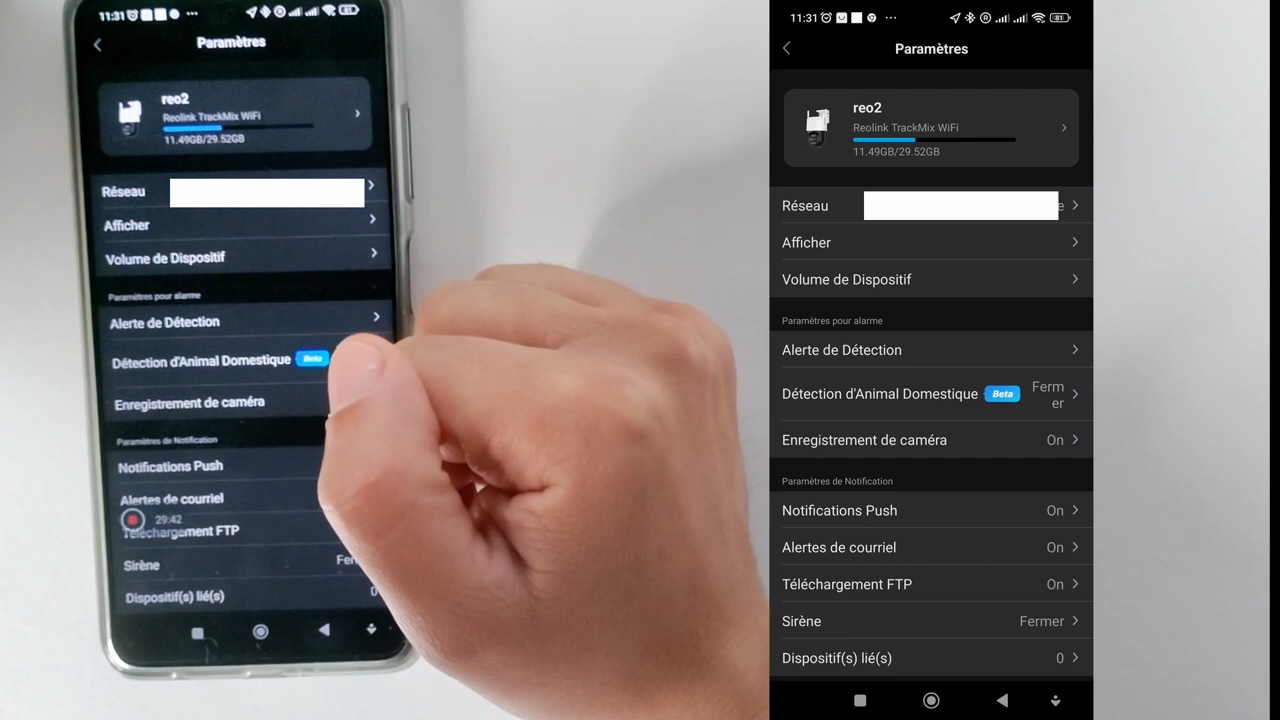 11:31
81
Paramètres
reo2
Reolink TrackMix WiFi
11.49GB/29.52GB
Réseau
Afficher
Volume de Dispositif
Paramètres pour alarme
Alerte de Détection
Détection d'Animal Domestique Beta
Enregistrement de caméra
Paramètres de Notification
Notifications Push
Alertes de courriel
29:42
Téléchargement FTP
Sirène Fer
Dispositif(s) lié(s) 0
11:31 ® 81
Paramètres
reo2
Reolink TrackMix WiFi
11.49GB/29.52GB
Réseau e
Afficher
Volume de Dispositif
Paramètres pour alarme
Alerte de Détection
Détection d'Animal Domestique Beta Ferm
er
Enregistrement de caméra On
Paramètres de Notification
Notifications Push On
Alertes de courriel On
Téléchargement FTP On
Sirène Fermer
Dispositif(s) lié(s) 0